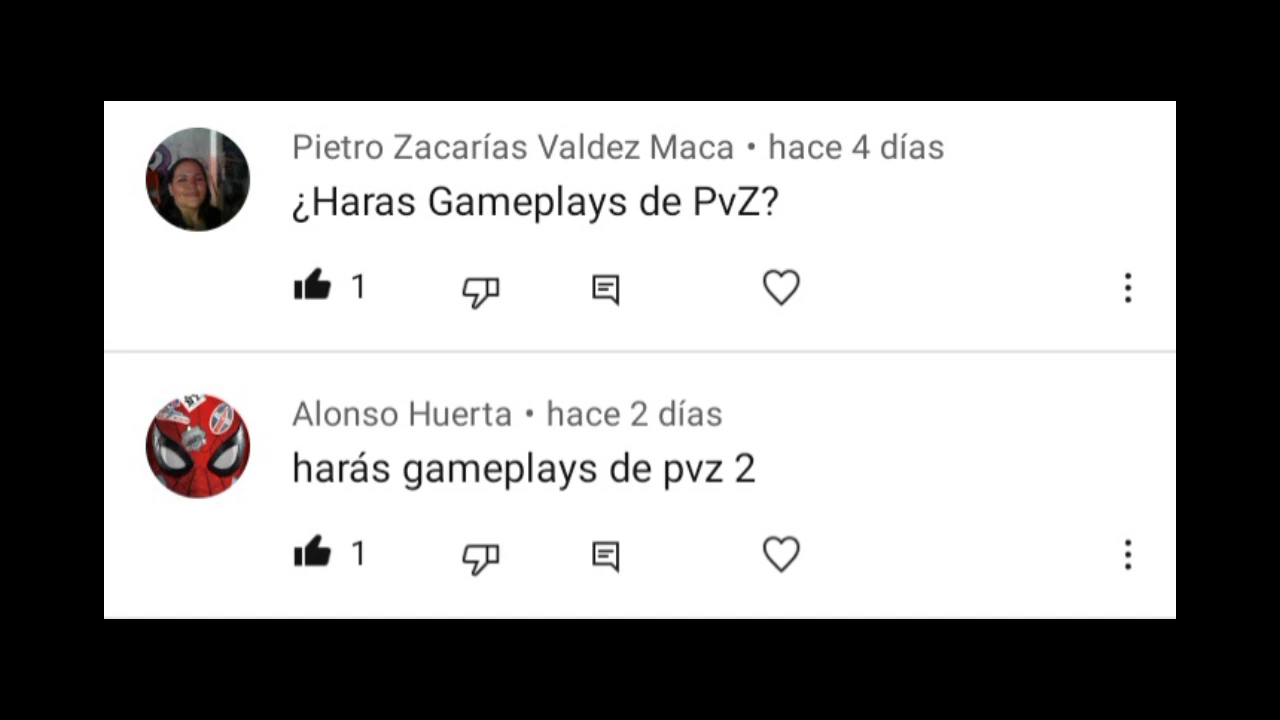 Pietro Zacarías Valdez Maca • hace 4 días
¿Haras Gameplays de PvZ?
1
Alonso Huerta • hace 2 días
harás gameplays de pvz 2
1